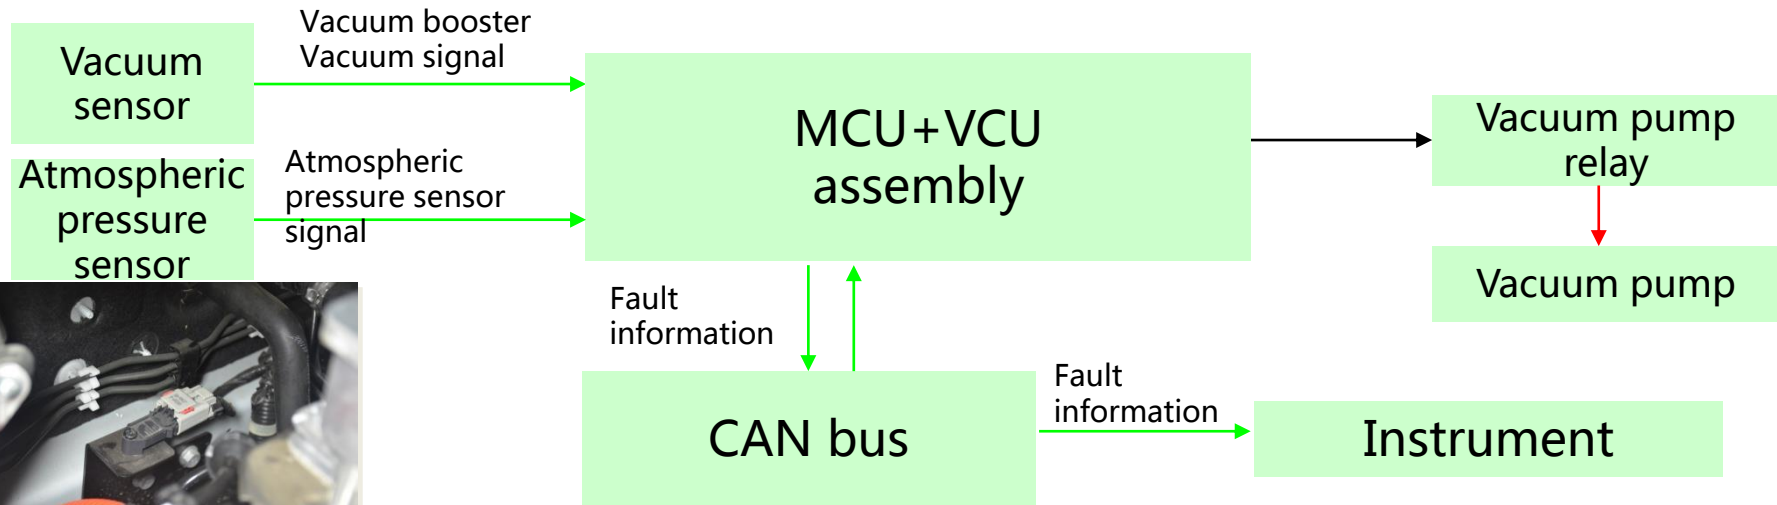 Vacuum
sensor
Vacuum booster
Vacuum signal
Atmospheric
pressure
sensor
Atmospheric
pressure sensor
signal
MCU+VCU
assembly
Vacuum pump
relay
Vacuum pump
Fault
information
CAN bus
Fault
information
Instrument